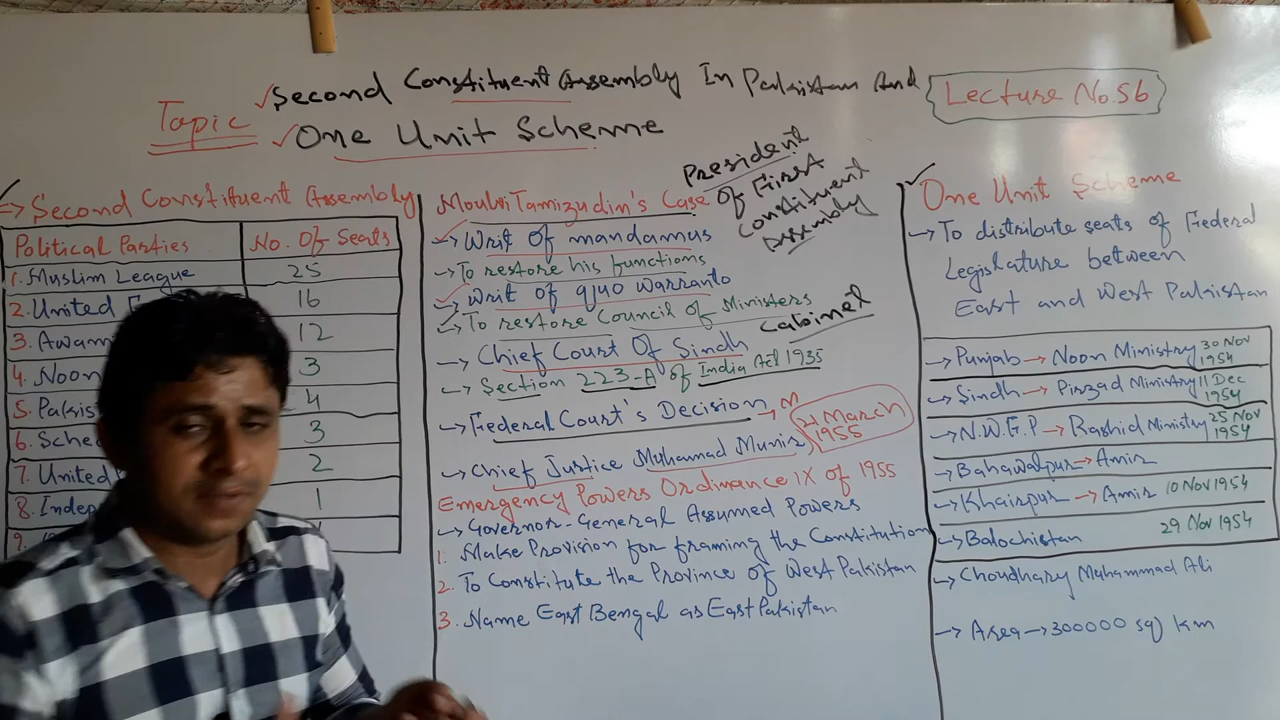 Topic
Second Constituent Assembly In Pakistan And
One Unit Scheme
Lecture No.56
Second Constituent Assembly
Political Parties No. Of Seats
1. Muslim League 25
2. United 16
3. Awam 12
4. Noon 3
5. Pakis 4
6. Sche 3
7. United 2
8. Indep 1
9.
Moulvi Tamizudin's Case
President
Of First
Constituent
Assembly
→ Writ Of mandamus
→ To restore his functions
→ Writ of quo warranto
→ To restore Council of Ministers
Cabinet
→ Chief Court Of Sindh
→ Section 223-A of India Act 1935
→ Federal Court's Decision →
21 March
1955
→ Chief Justice Muhamad Munir
Emergency Powers Ordinance IX of 1955
→ Governor-General Assumed Powers
1. Make Provision for framing the Constitution
2. To Constitute the Province of West Pakistan
3. Name East Bengal as East Pakistan
One Unit Scheme
→ To distribute seats of Federal
Legislature between
East and West Pakistan
→ Punjab → Noon Ministry 30 Nov 1954
→ Sindh → Pirzad Ministry 11 Dec 1954
→ N.W.F.P → Rashid Ministry 25 Nov 1954
→ Bahawalpur → Amir
→ Khairpur → Amir 10 Nov 1954
→ Balochistan 29 Nov 1954
→ Choudhary Muhammad Ali
→ Area → 300000 sq km